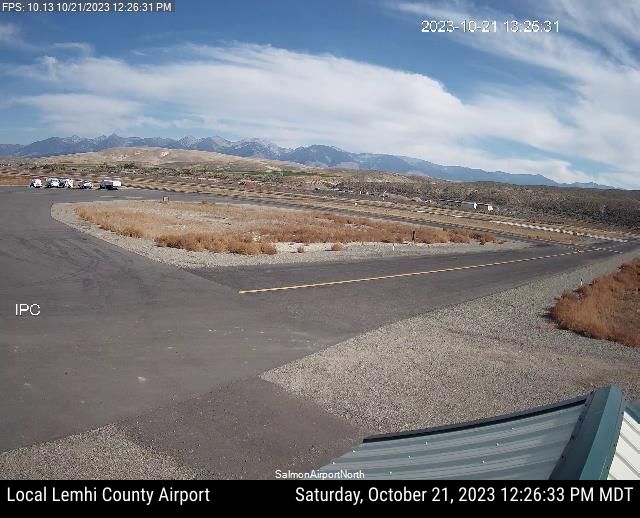 FPS: 10.13 10/21/2023 12:26:31 PM
2023-10-21 13:26:31
IPC
SalmonAirportNorth
Local Lemhi County Airport Saturday, October 21, 2023 12:26:33 PM MDT